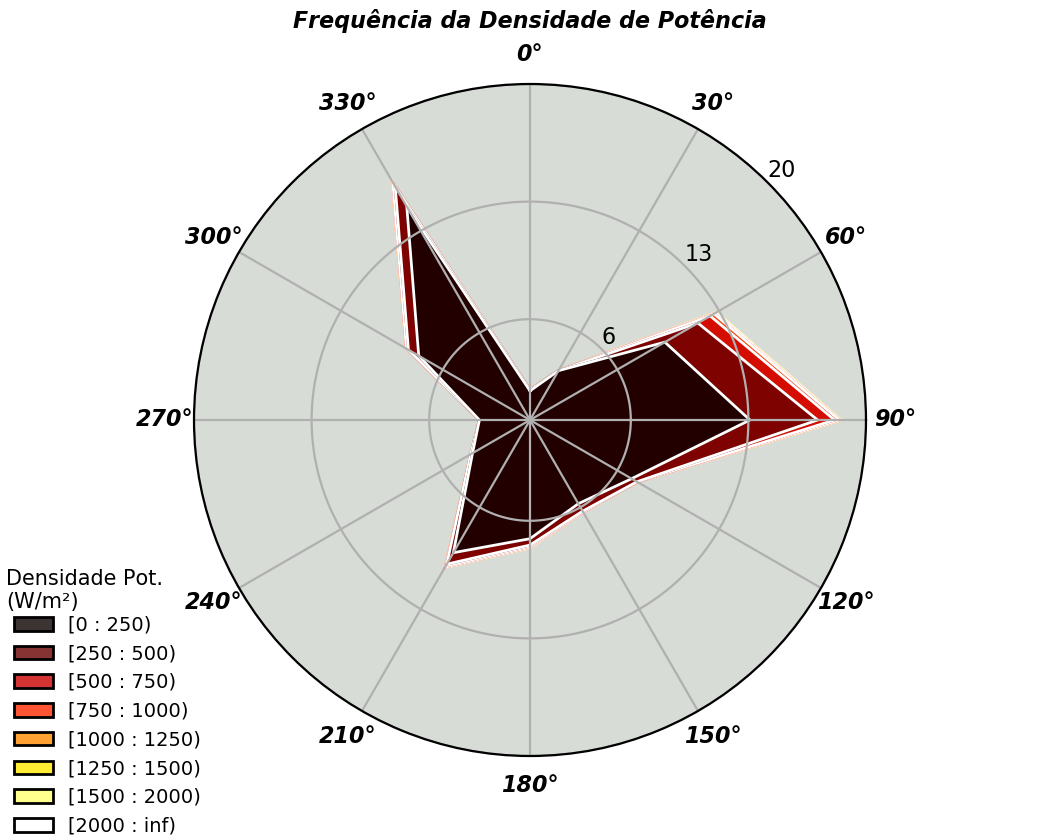 Frequência da Densidade de Potência
0°
330°
30°
20
300°
60°
13
6
270°
90°
Densidade Pot.
(W/m²)
240°
120°
[0 : 250)
[250 : 500)
[500 : 750)
[750 : 1000)
210°
150°
[1000 : 1250)
[1250 : 1500)
180°
[1500 : 2000)
[2000 : inf)